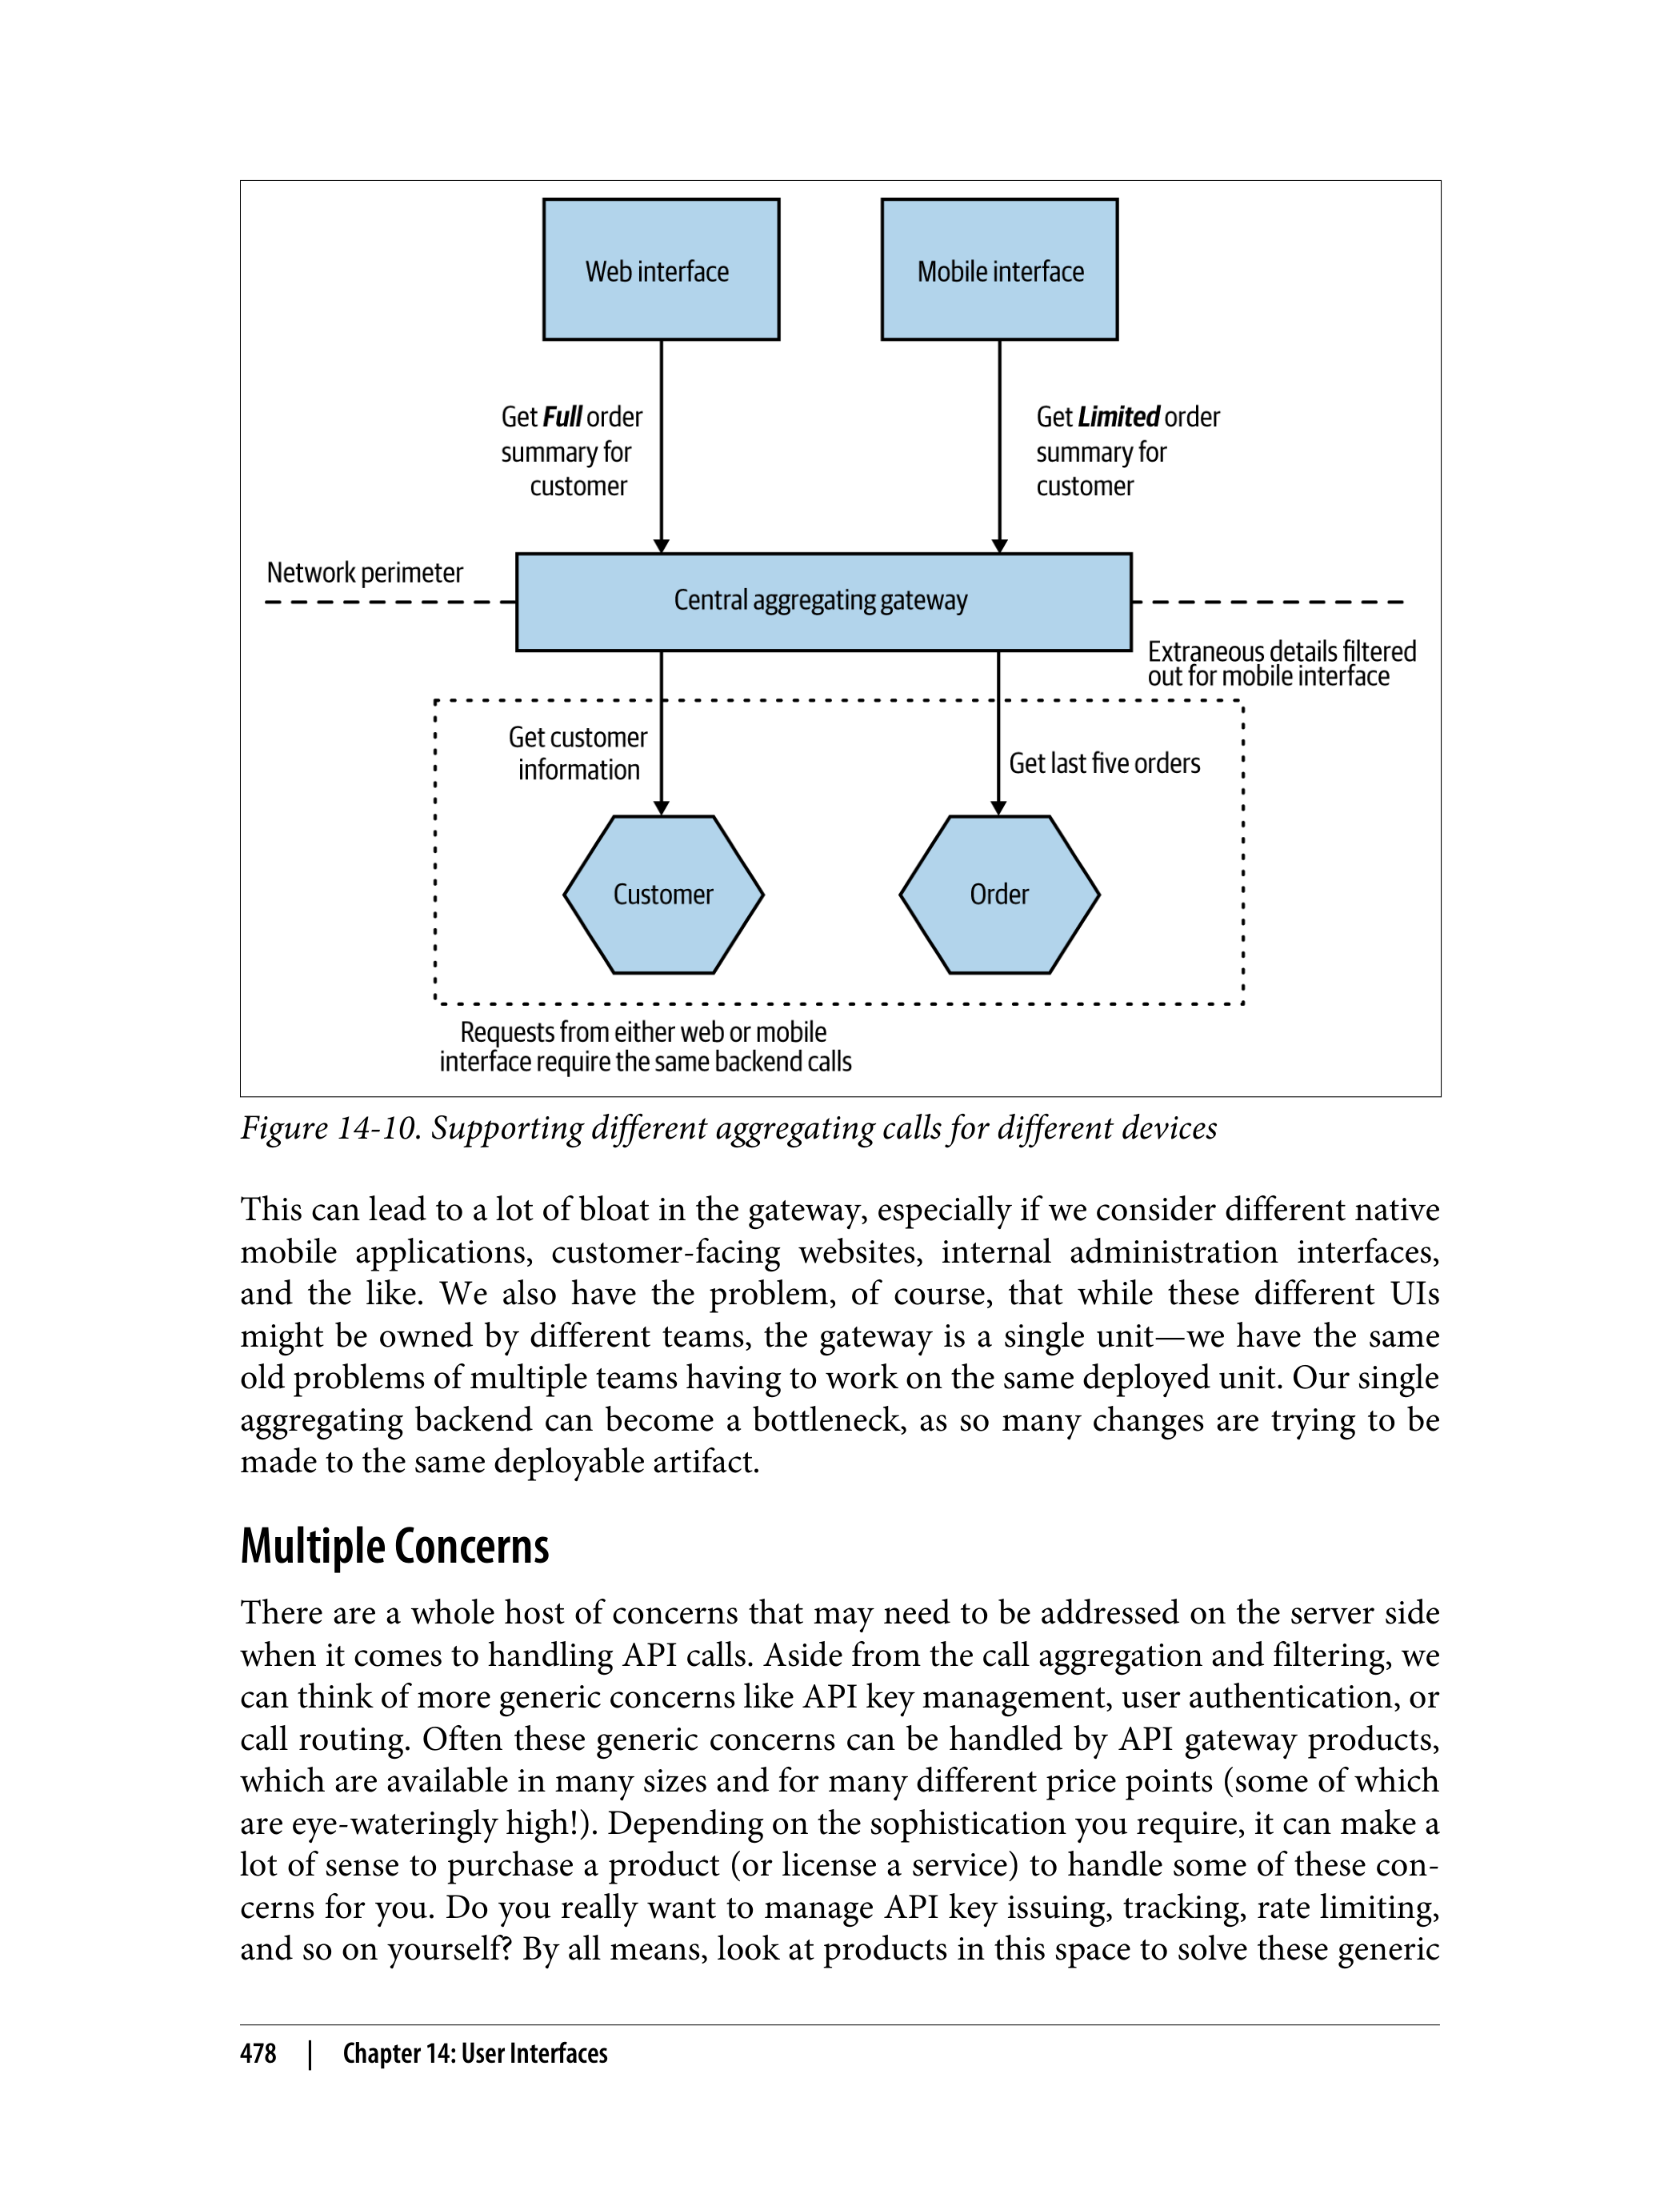 Web interface
Mobile interface
Get Full order
summary for
customer
Get Limited order
summary for
customer
Network perimeter
Central aggregating gateway
Extraneous details filtered
out for mobile interface
Get customer
information
Get last five orders
Customer
Order
Requests from either web or mobile
interface require the same backend calls
Figure 14-10. Supporting different aggregating calls for different devices
This can lead to a lot of bloat in the gateway, especially if we consider different native
mobile applications, customer-facing websites, internal administration interfaces,
and the like. We also have the problem, of course, that while these different UIs
might be owned by different teams, the gateway is a single unit—we have the same
old problems of multiple teams having to work on the same deployed unit. Our single
aggregating backend can become a bottleneck, as so many changes are trying to be
made to the same deployable artifact.
Multiple Concerns
There are a whole host of concerns that may need to be addressed on the server side
when it comes to handling API calls. Aside from the call aggregation and filtering, we
can think of more generic concerns like API key management, user authentication, or
call routing. Often these generic concerns can be handled by API gateway products,
which are available in many sizes and for many different price points (some of which
are eye-wateringly high!). Depending on the sophistication you require, it can make a
lot of sense to purchase a product (or license a service) to handle some of these con-
cerns for you. Do you really want to manage API key issuing, tracking, rate limiting,
and so on yourself? By all means, look at products in this space to solve these generic
478 | Chapter 14: User Interfaces